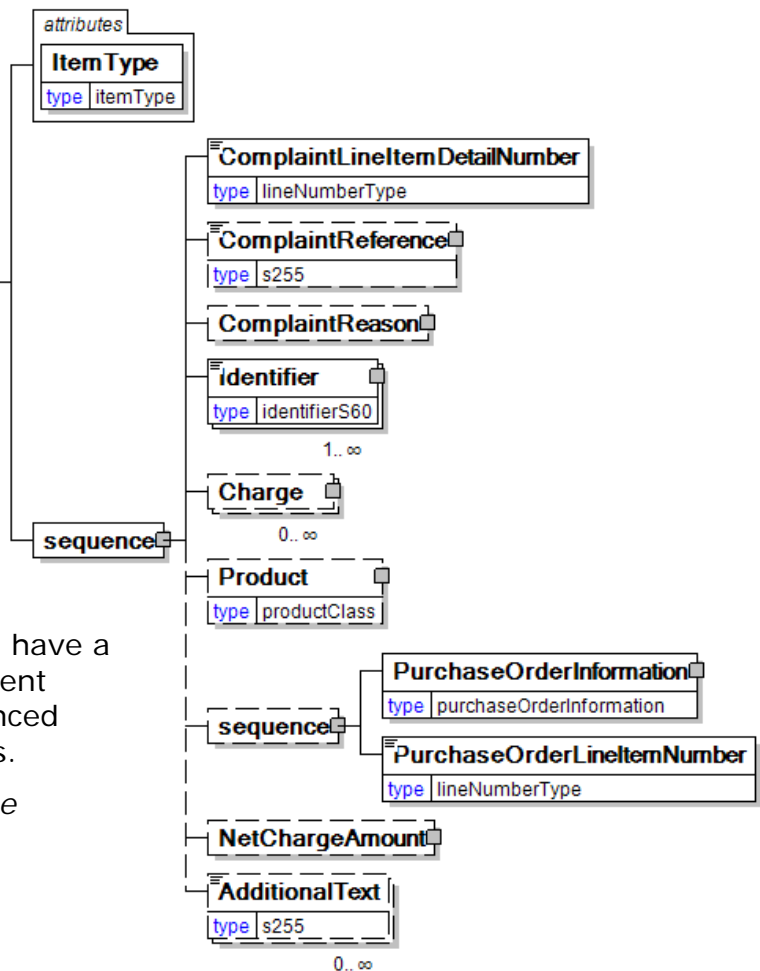 attributes
ItemType
type itemType
ComplaintLineItemDetailNumber
type lineNumberType
ComplaintReference
type s255
ComplaintReason
Identifier
type identifierS60
1.. ∞
Charge
0.. ∞
sequence
Product
type productClass
have a
ent
nced
s.
e
sequence
PurchaseOrderInformation
type purchaseOrderInformation
PurchaseOrderLineItemNumber
type lineNumberType
NetChargeAmount
AdditionalText
type s255
0.. ∞